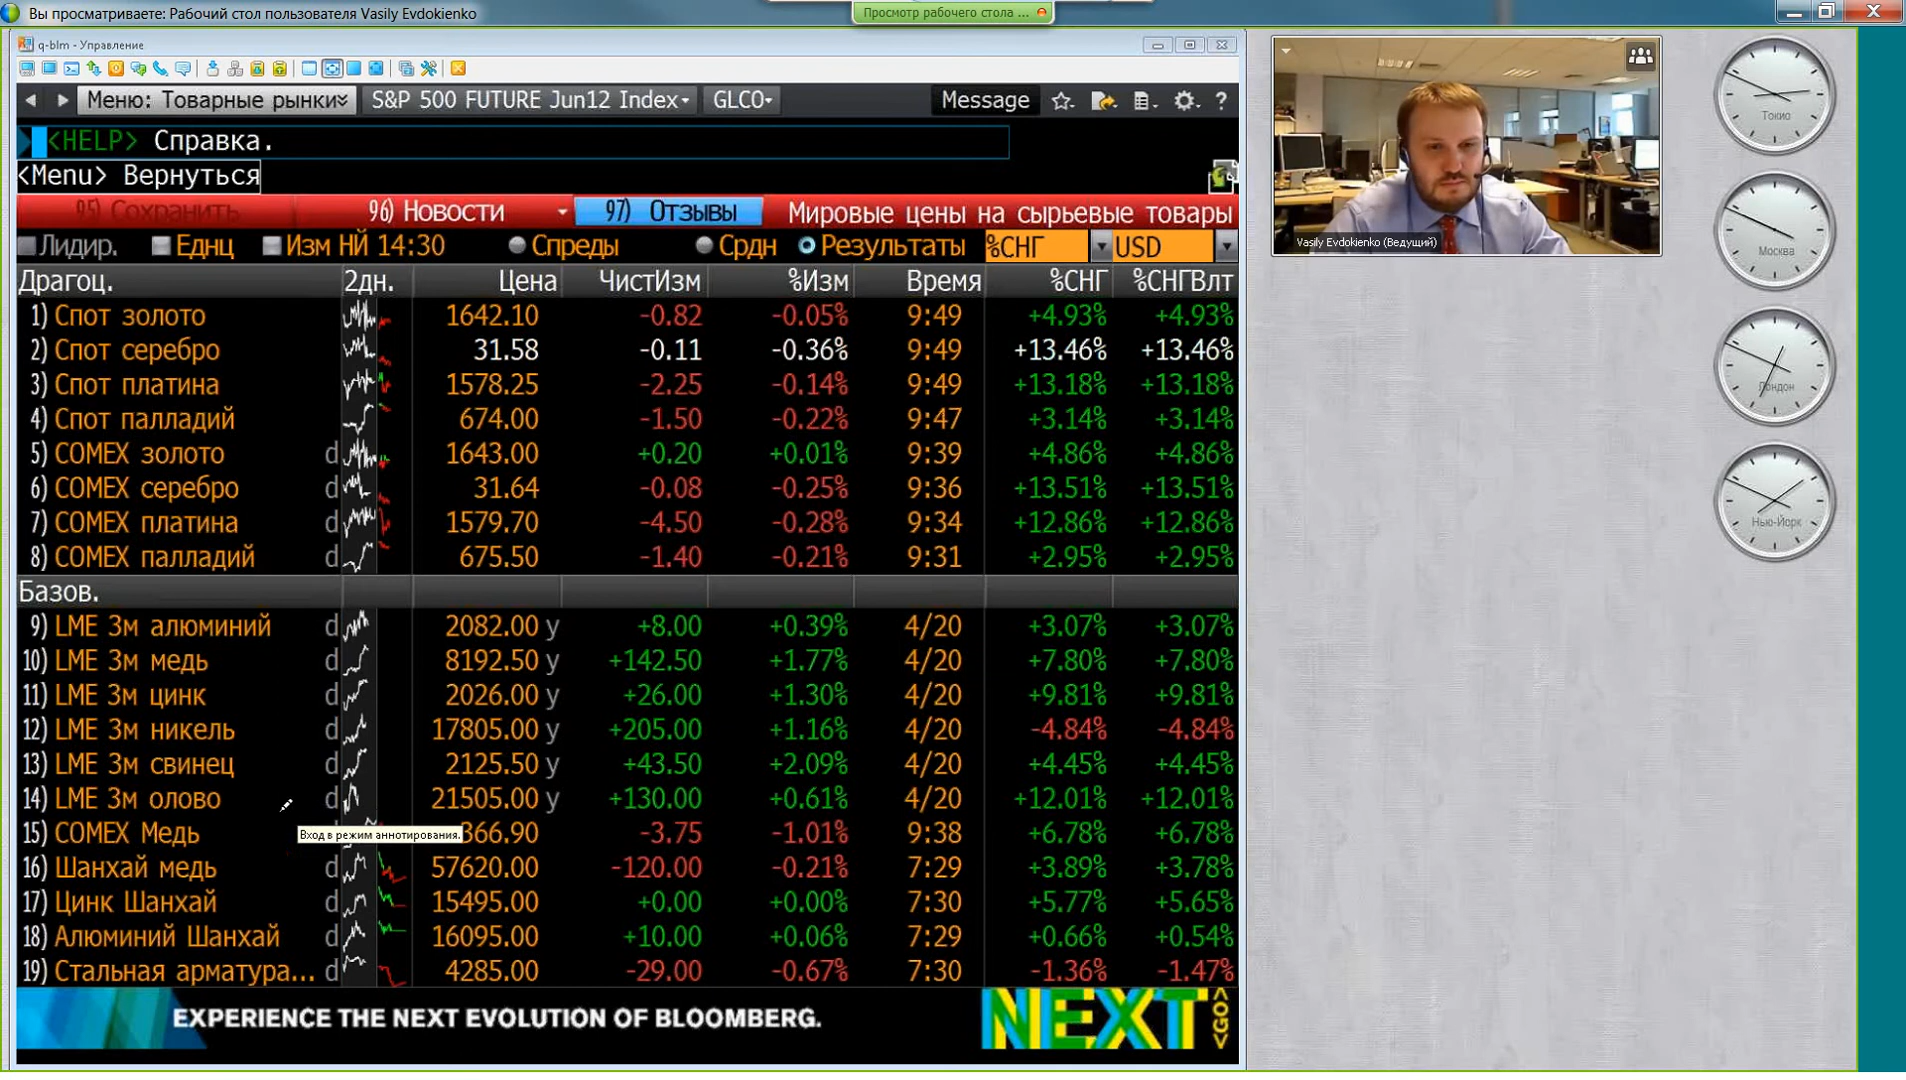 Вы просматриваете: Рабочий стол пользователя Vasily Evdokienko
Просмотр рабочего стола ...
q-blm - Управление
Меню: Товарные рынки S&P 500 FUTURE Jun12 Index GLCO Message ?
<HELP> Справка.
<Menu> Вернуться
95) Сохранить 96) Новости 97) Отзывы Мировые цены на сырьевые товары
Лидир. Еднц Изм НЙ 14:30 Спреды Срдн Результаты %СНГ USD
Драгоц. 2дн. Цена ЧистИзм %Изм Время %СНГ %СНГВлт
1) Спот золото 1642.10 -0.82 -0.05% 9:49 +4.93% +4.93%
2) Спот серебро 31.58 -0.11 -0.36% 9:49 +13.46% +13.46%
3) Спот платина 1578.25 -2.25 -0.14% 9:49 +13.18% +13.18%
4) Спот палладий 674.00 -1.50 -0.22% 9:47 +3.14% +3.14%
5) COMEX золото d 1643.00 +0.20 +0.01% 9:39 +4.86% +4.86%
6) COMEX серебро d 31.64 -0.08 -0.25% 9:36 +13.51% +13.51%
7) COMEX платина d 1579.70 -4.50 -0.28% 9:34 +12.86% +12.86%
8) COMEX палладий d 675.50 -1.40 -0.21% 9:31 +2.95% +2.95%
Базов.
9) LME 3м алюминий d 2082.00 y +8.00 +0.39% 4/20 +3.07% +3.07%
10) LME 3м медь d 8192.50 y +142.50 +1.77% 4/20 +7.80% +7.80%
11) LME 3м цинк d 2026.00 y +26.00 +1.30% 4/20 +9.81% +9.81%
12) LME 3м никель d 17805.00 y +205.00 +1.16% 4/20 -4.84% -4.84%
13) LME 3м свинец d 2125.50 y +43.50 +2.09% 4/20 +4.45% +4.45%
14) LME 3м олово d 21505.00 y +130.00 +0.61% 4/20 +12.01% +12.01%
15) COMEX Медь 366.90 -3.75 -1.01% 9:38 +6.78% +6.78%
Вход в режим аннотирования.
16) Шанхай медь d 57620.00 -120.00 -0.21% 7:29 +3.89% +3.78%
17) Цинк Шанхай d 15495.00 +0.00 +0.00% 7:30 +5.77% +5.65%
18) Алюминий Шанхай d 16095.00 +10.00 +0.06% 7:29 +0.66% +0.54%
19) Стальная арматура... d 4285.00 -29.00 -0.67% 7:30 -1.36% -1.47%
EXPERIENCE THE NEXT EVOLUTION OF BLOOMBERG.
NEXT <GO>
Vasily Evdokienko (Ведущий)
Токио
Москва
Лондон
Нью-Йорк